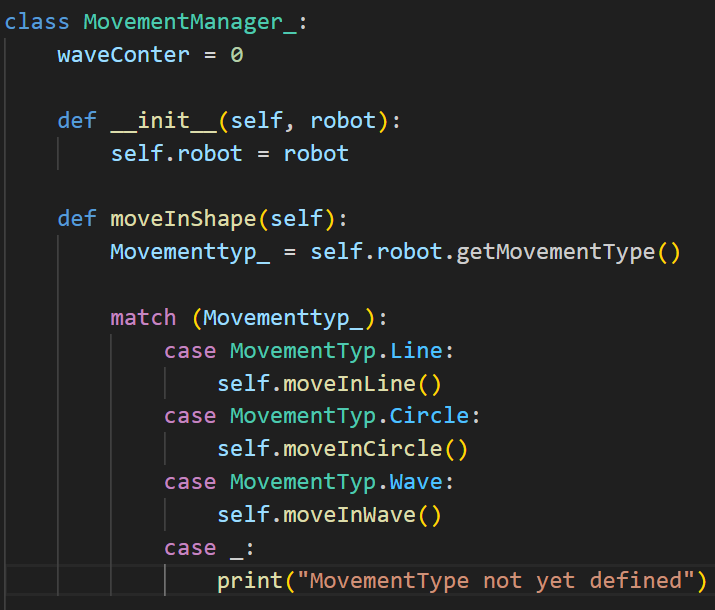 class MovementManager_:
    waveConter = 0

    def __init__(self, robot):
        self.robot = robot

    def moveInShape(self):
        Movementtyp_ = self.robot.getMovementType()

        match (Movementtyp_):
            case MovementTyp.Line:
                self.moveInLine()
            case MovementTyp.Circle:
                self.moveInCircle()
            case MovementTyp.Wave:
                self.moveInWave()
            case _:
                print("MovementType not yet defined")